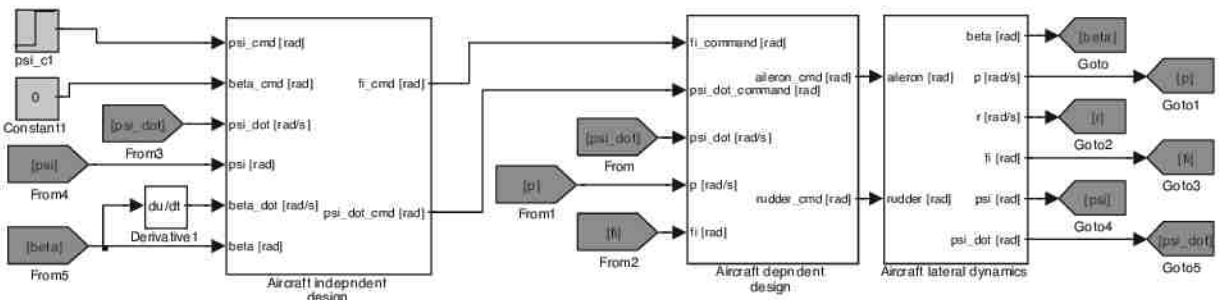 psi_c1
0
Constant1
[psi_dot]
From3
[psi]
From4
du/dt
Derivative1
[beta]
From5
psi_cmd [rad]
beta_cmd [rad]
psi_dot [rad/s]
psi [rad]
beta_dot [rad/s]
beta [rad]
fi_cmd [rad]
psi_dot_cmd [rad]
Aircraft indepndent
design
[psi_dot]
From
[p]
From1
[fi]
From2
fi_command [rad]
aileron_cmd [rad]
psi_dot_command [rad]
psi_dot [rad/s]
p [rad/s]
rudder_cmd [rad]
fi [rad]
Aircraft depndent
design
aileron [rad]
rudder [rad]
beta [rad]
p [rad/s]
r [rad/s]
fi [rad]
psi [rad]
psi_dot [rad]
Aircraft lateral dynamics
[beta]
Goto
[p]
Goto1
[r]
Goto2
[fi]
Goto3
[psi]
Goto4
[psi_dot]
Goto5